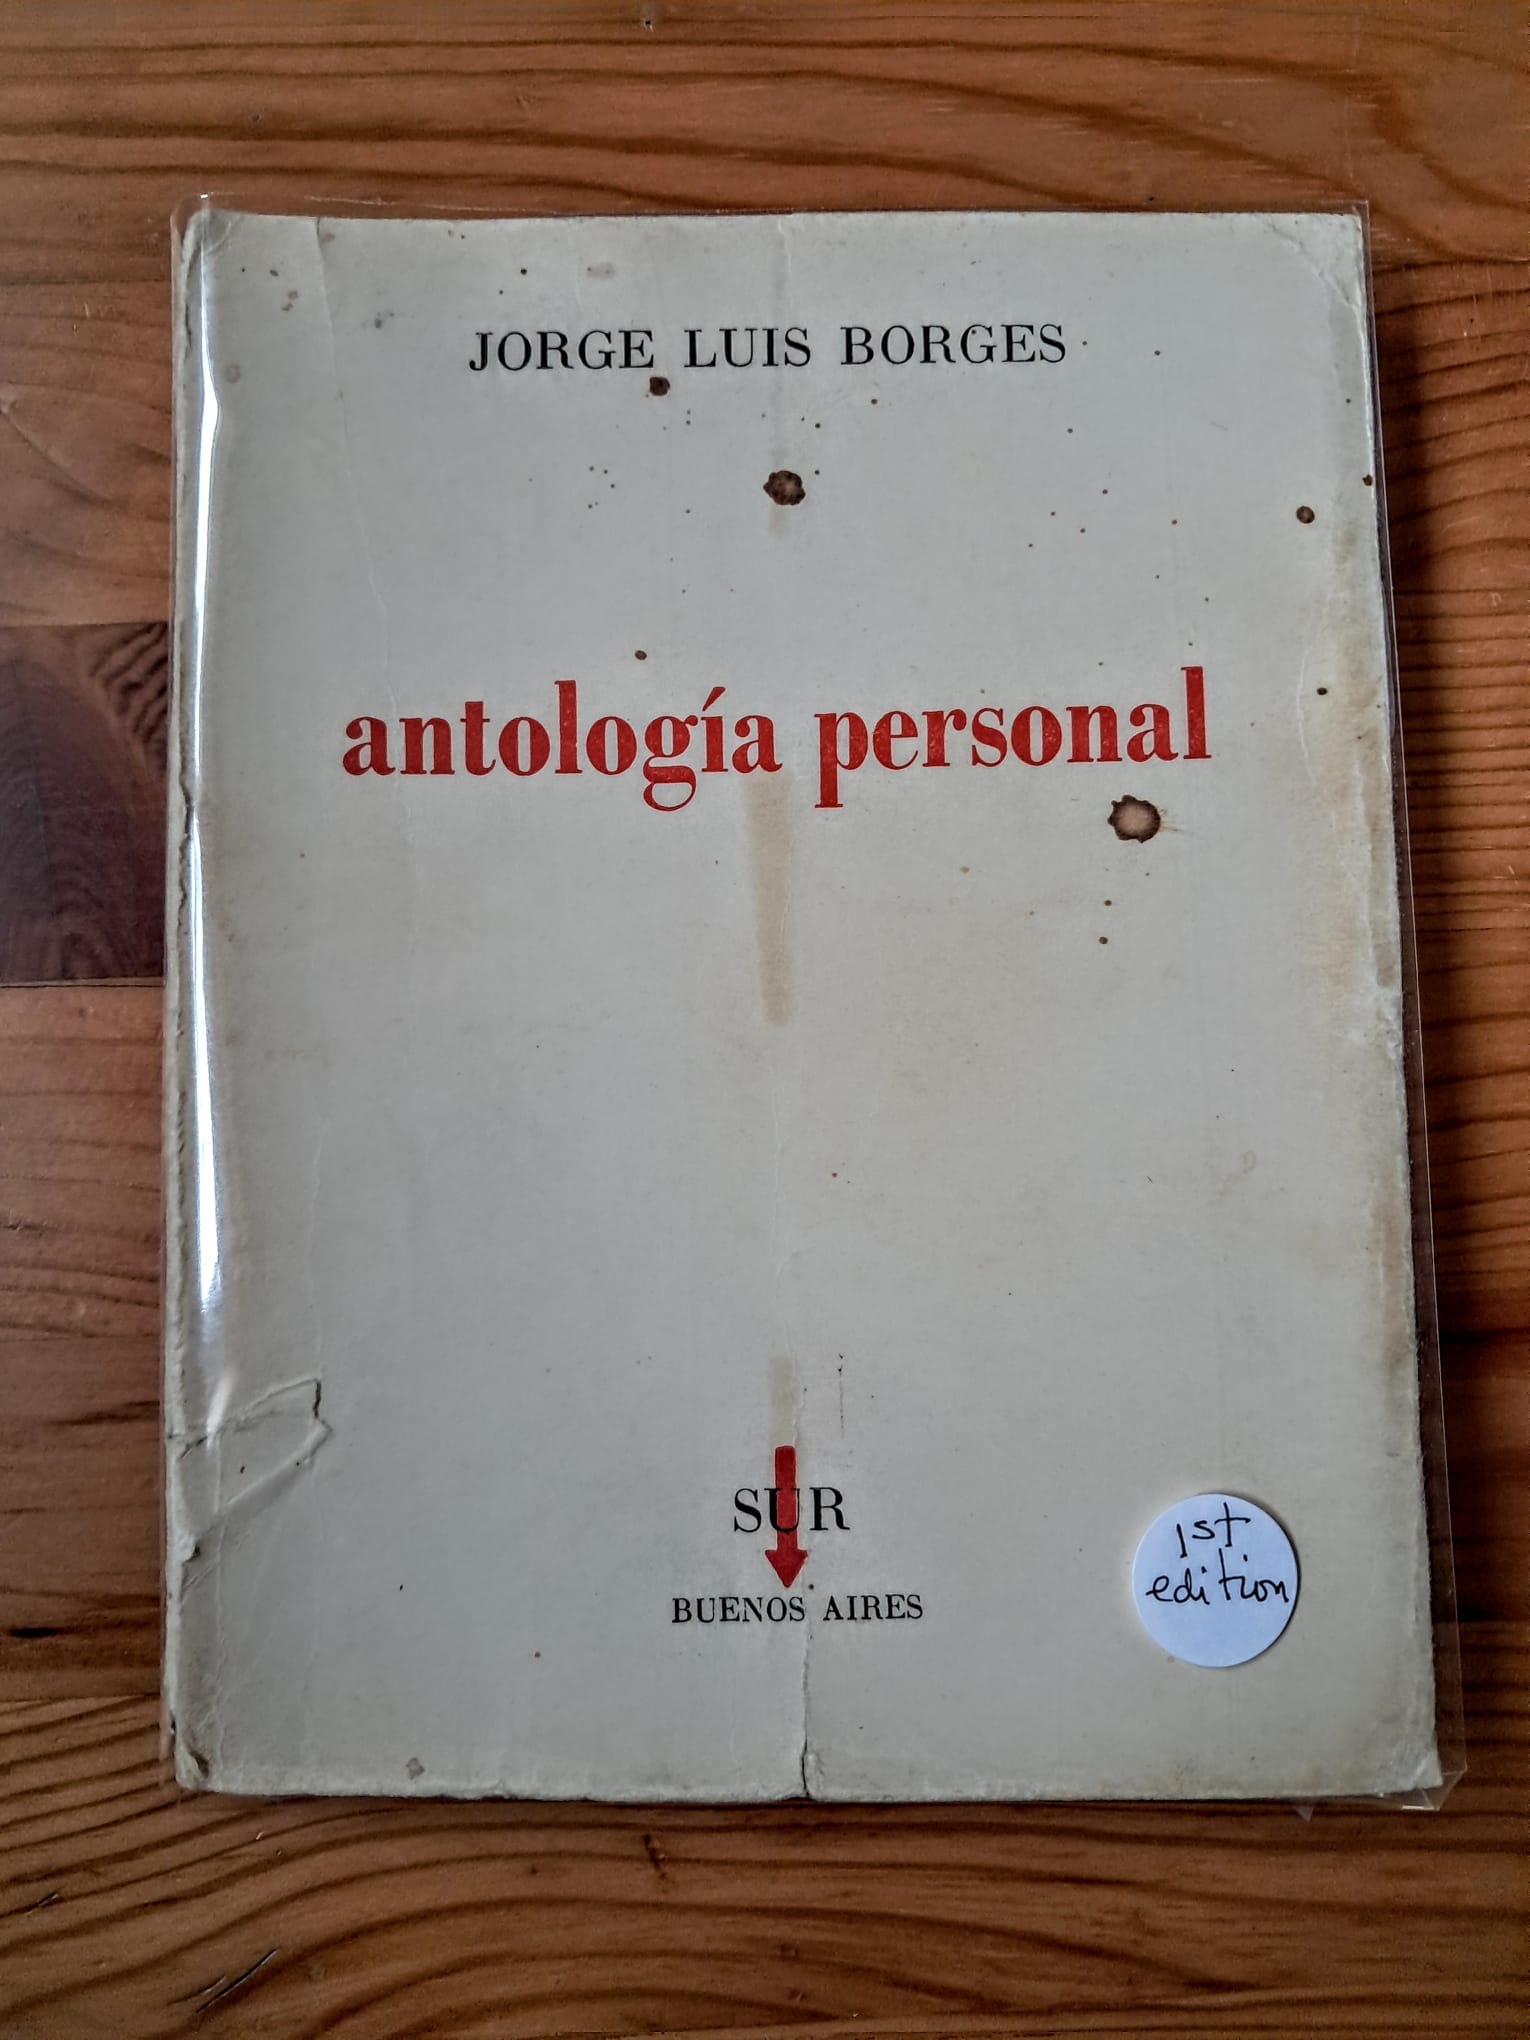 JORGE LUIS BORGES
antología personal
SUR
BUENOS AIRES
1st
edition